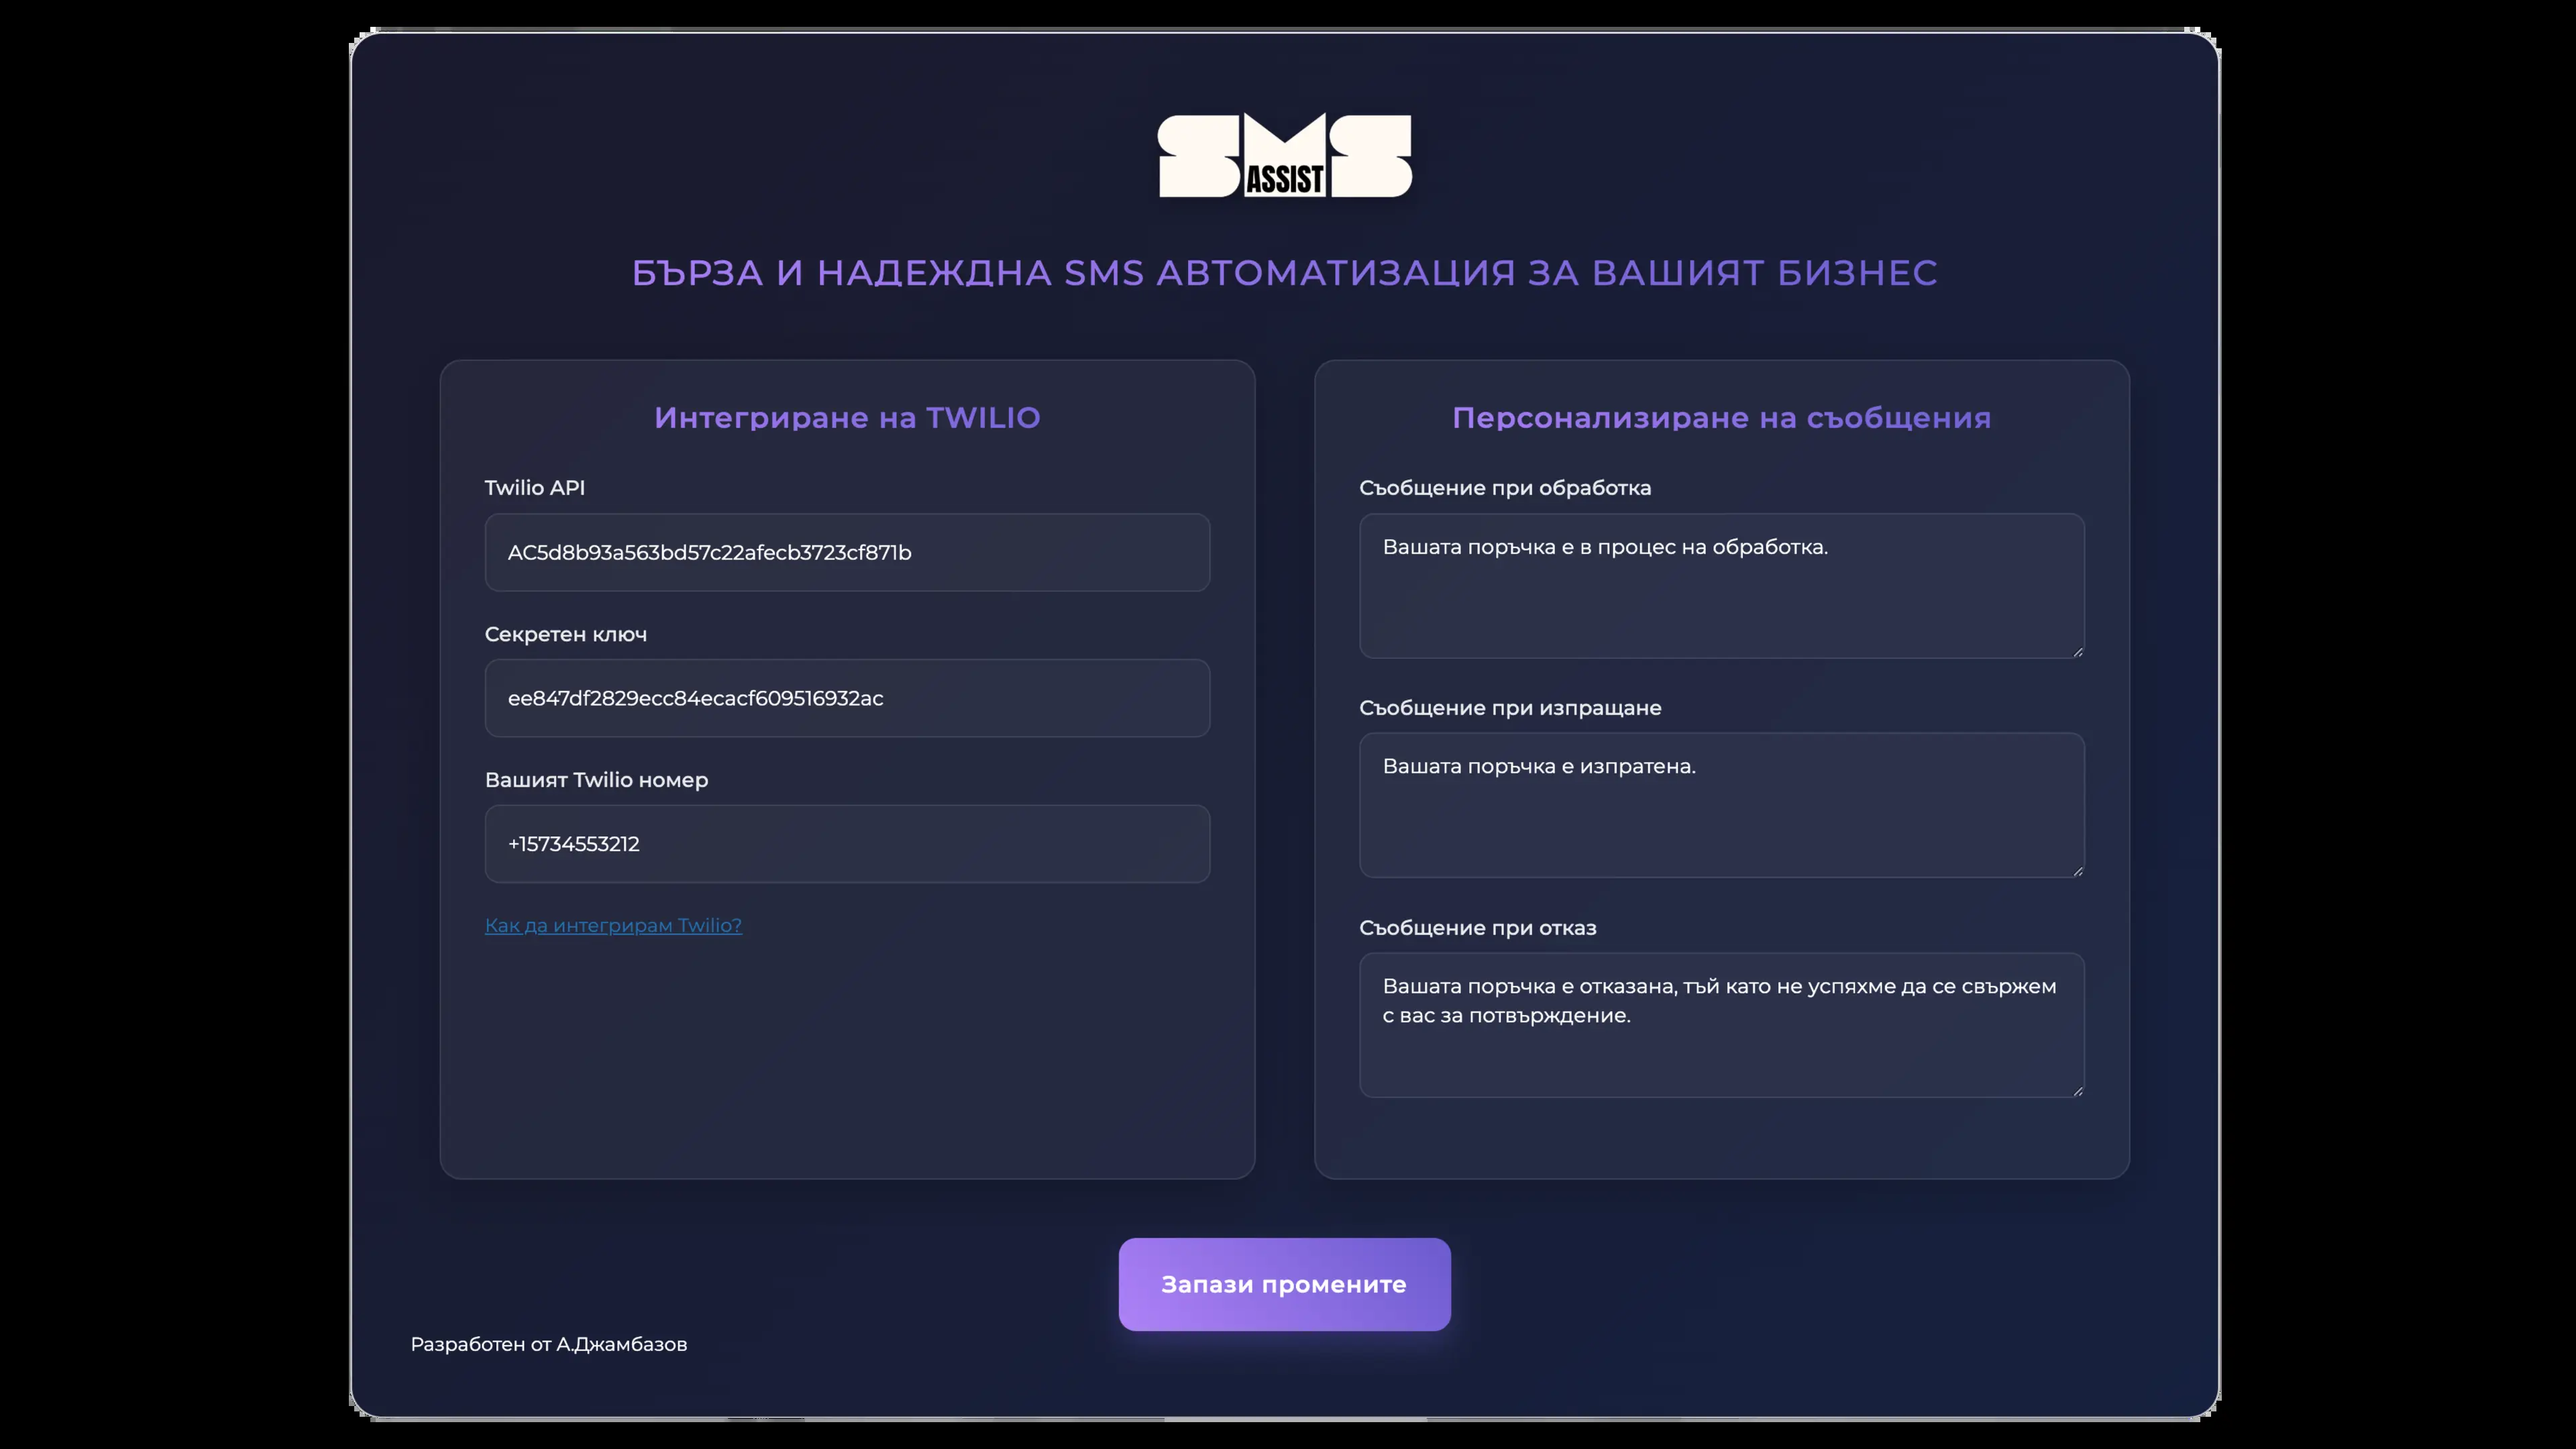 SMS
ASSIST
БЪРЗА И НАДЕЖДНА SMS АВТОМАТИЗАЦИЯ ЗА ВАШИЯТ БИЗНЕС
Интегриране на TWILIO
Twilio API
AC5d8b93a563bd57c22afecb3723cf871b
Секретен ключ
ee847df2829ecc84ecacf609516932ac
Вашият Twilio номер
+15734553212
Как да интегрирам Twilio?
Персонализиране на съобщения
Съобщение при обработка
Вашата поръчка е в процес на обработка.
Съобщение при изпращане
Вашата поръчка е изпратена.
Съобщение при отказ
Вашата поръчка е отказана, тъй като не успяхме да се свържем
с вас за потвърждение.
Запази промените
Разработен от А.Джамбазов